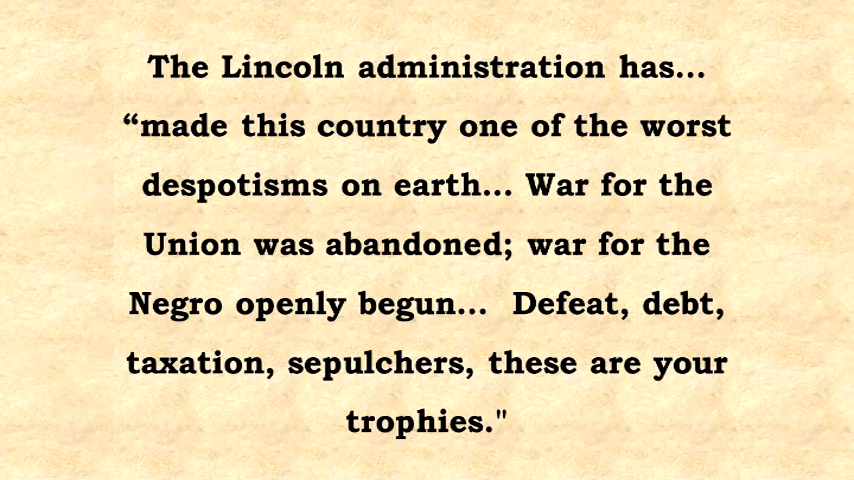 The Lincoln administration has...
“made this country one of the worst
despotisms on earth... War for the
Union was abandoned; war for the
Negro openly begun...  Defeat, debt,
taxation, sepulchers, these are your
trophies."